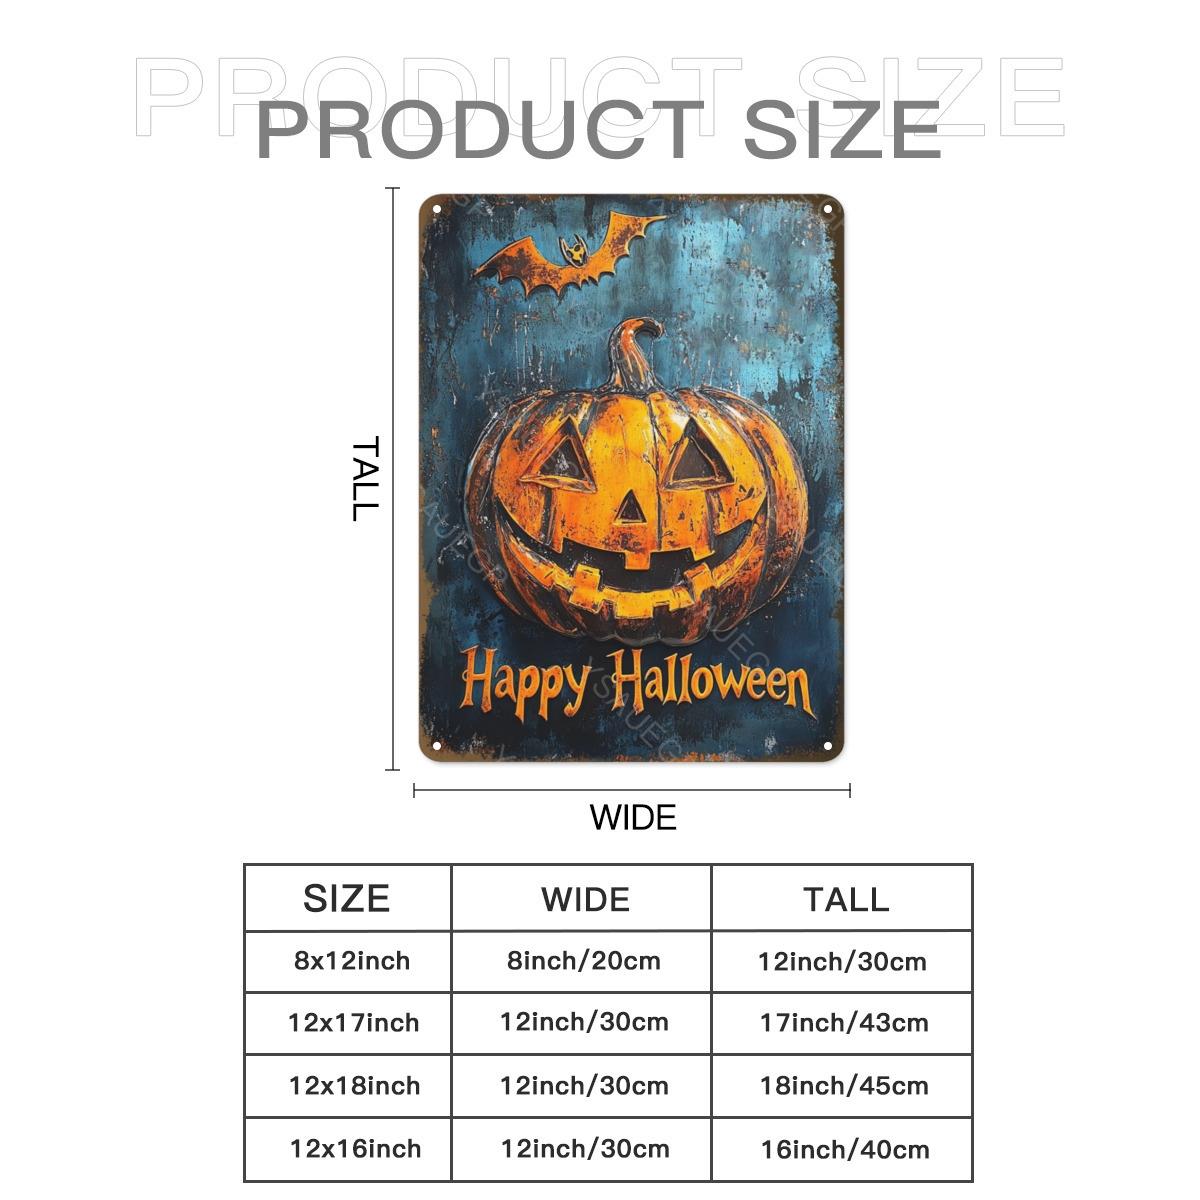 PRODUCT SIZE
PRODUCT SIZE
TALL
Happy Halloween
WIDE
SIZE WIDE TALL
8x12inch 8inch/20cm 12inch/30cm
12x17inch 12inch/30cm 17inch/43cm
12x18inch 12inch/30cm 18inch/45cm
12x16inch 12inch/30cm 16inch/40cm